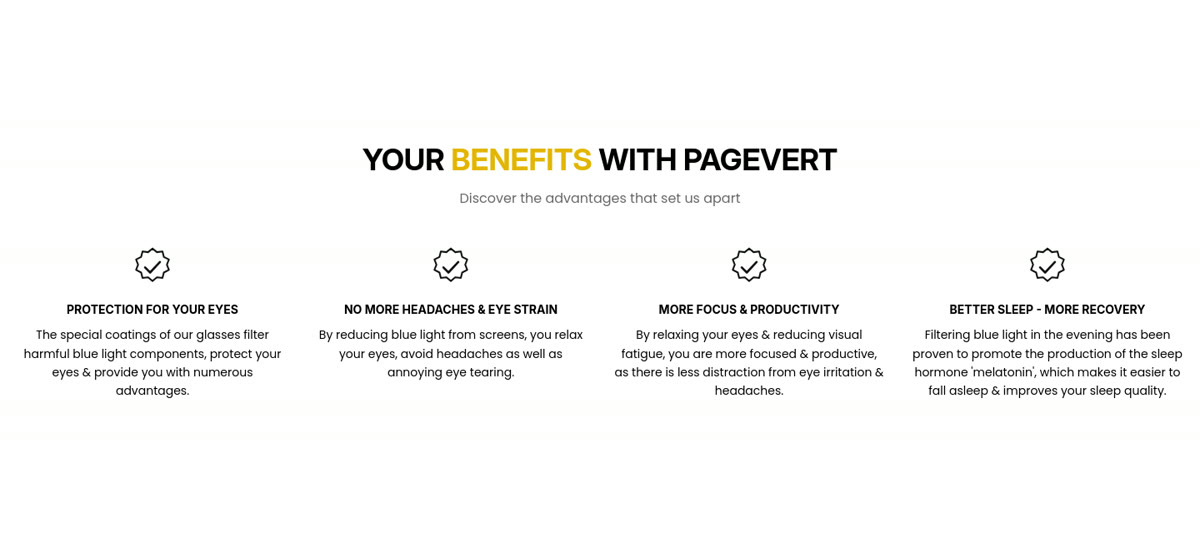 YOUR BENEFITS WITH PAGEVERT
Discover the advantages that set us apart
PROTECTION FOR YOUR EYES
The special coatings of our glasses filter
harmful blue light components, protect your
eyes & provide you with numerous
advantages.
NO MORE HEADACHES & EYE STRAIN
By reducing blue light from screens, you relax
your eyes, avoid headaches as well as
annoying eye tearing.
MORE FOCUS & PRODUCTIVITY
By relaxing your eyes & reducing visual
fatigue, you are more focused & productive,
as there is less distraction from eye irritation &
headaches.
BETTER SLEEP - MORE RECOVERY
Filtering blue light in the evening has been
proven to promote the production of the sleep
hormone 'melatonin', which makes it easier to
fall asleep & improves your sleep quality.